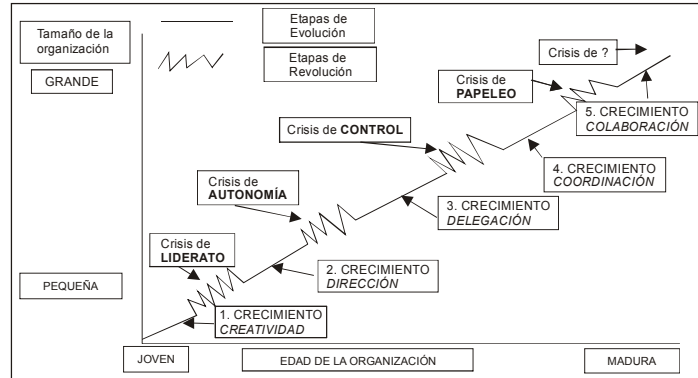 Tamaño de la
organización
GRANDE
PEQUEÑA
Etapas de
Evolución
Etapas de
Revolución
Crisis de ?
Crisis de
PAPELEO
5. CRECIMIENTO
COLABORACIÓN
Crisis de CONTROL
4. CRECIMIENTO
COORDINACIÓN
Crisis de
AUTONOMÍA
3. CRECIMIENTO
DELEGACIÓN
Crisis de
LIDERATO
2. CRECIMIENTO
DIRECCIÓN
1. CRECIMIENTO
CREATIVIDAD
JOVEN
EDAD DE LA ORGANIZACIÓN
MADURA